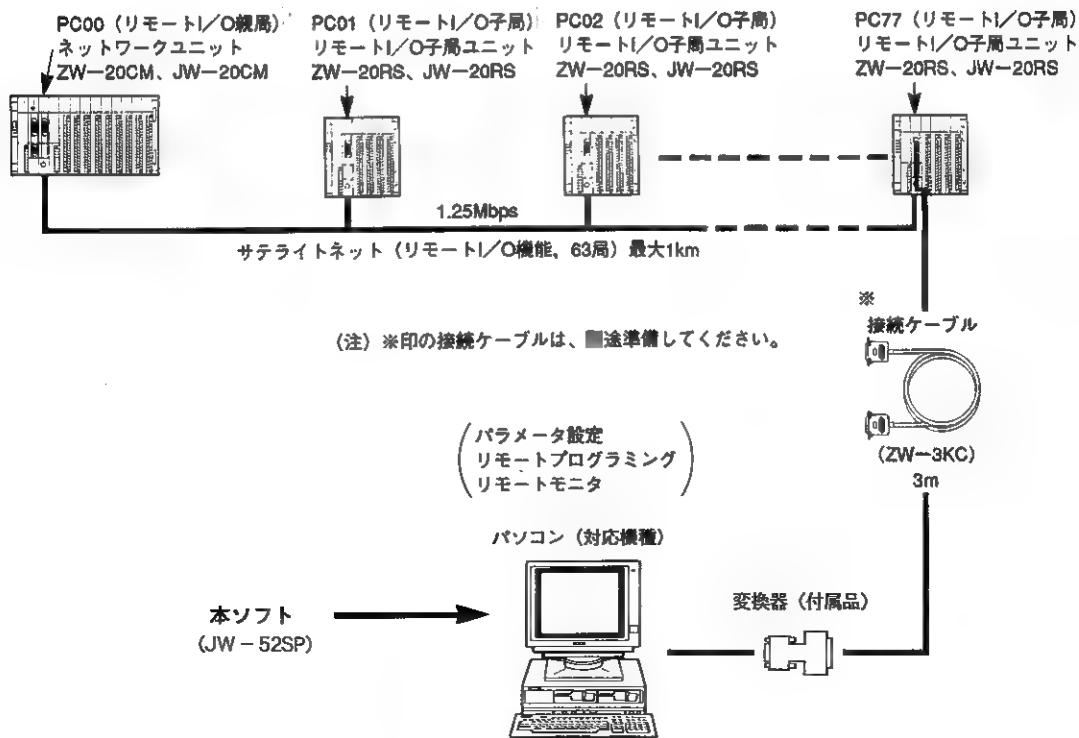 PC00（リモートI／O親局）
ネットワークユニット
ZW－20CM、JW－20CM
PC01（リモートI／O子局）
リモートI／O子局ユニット
ZW－20RS、JW－20RS
PC02（リモートI／O子局）
リモートI／O子局ユニット
ZW－20RS、JW－20RS
PC77（リモートI／O子局）
リモートI／O子局ユニット
ZW－20RS、JW－20RS
1.25Mbps
サテライトネット（リモートI／O機能，63局）最大1km
※
接続ケーブル
（注）※印の接続ケーブルは、途準備してください。
（ZW－3KC）
3m
パラメータ設定
リモートプログラミング
リモートモニタ
パソコン（対応機種）
変換器（付属品）
本ソフト
（JW－52SP）